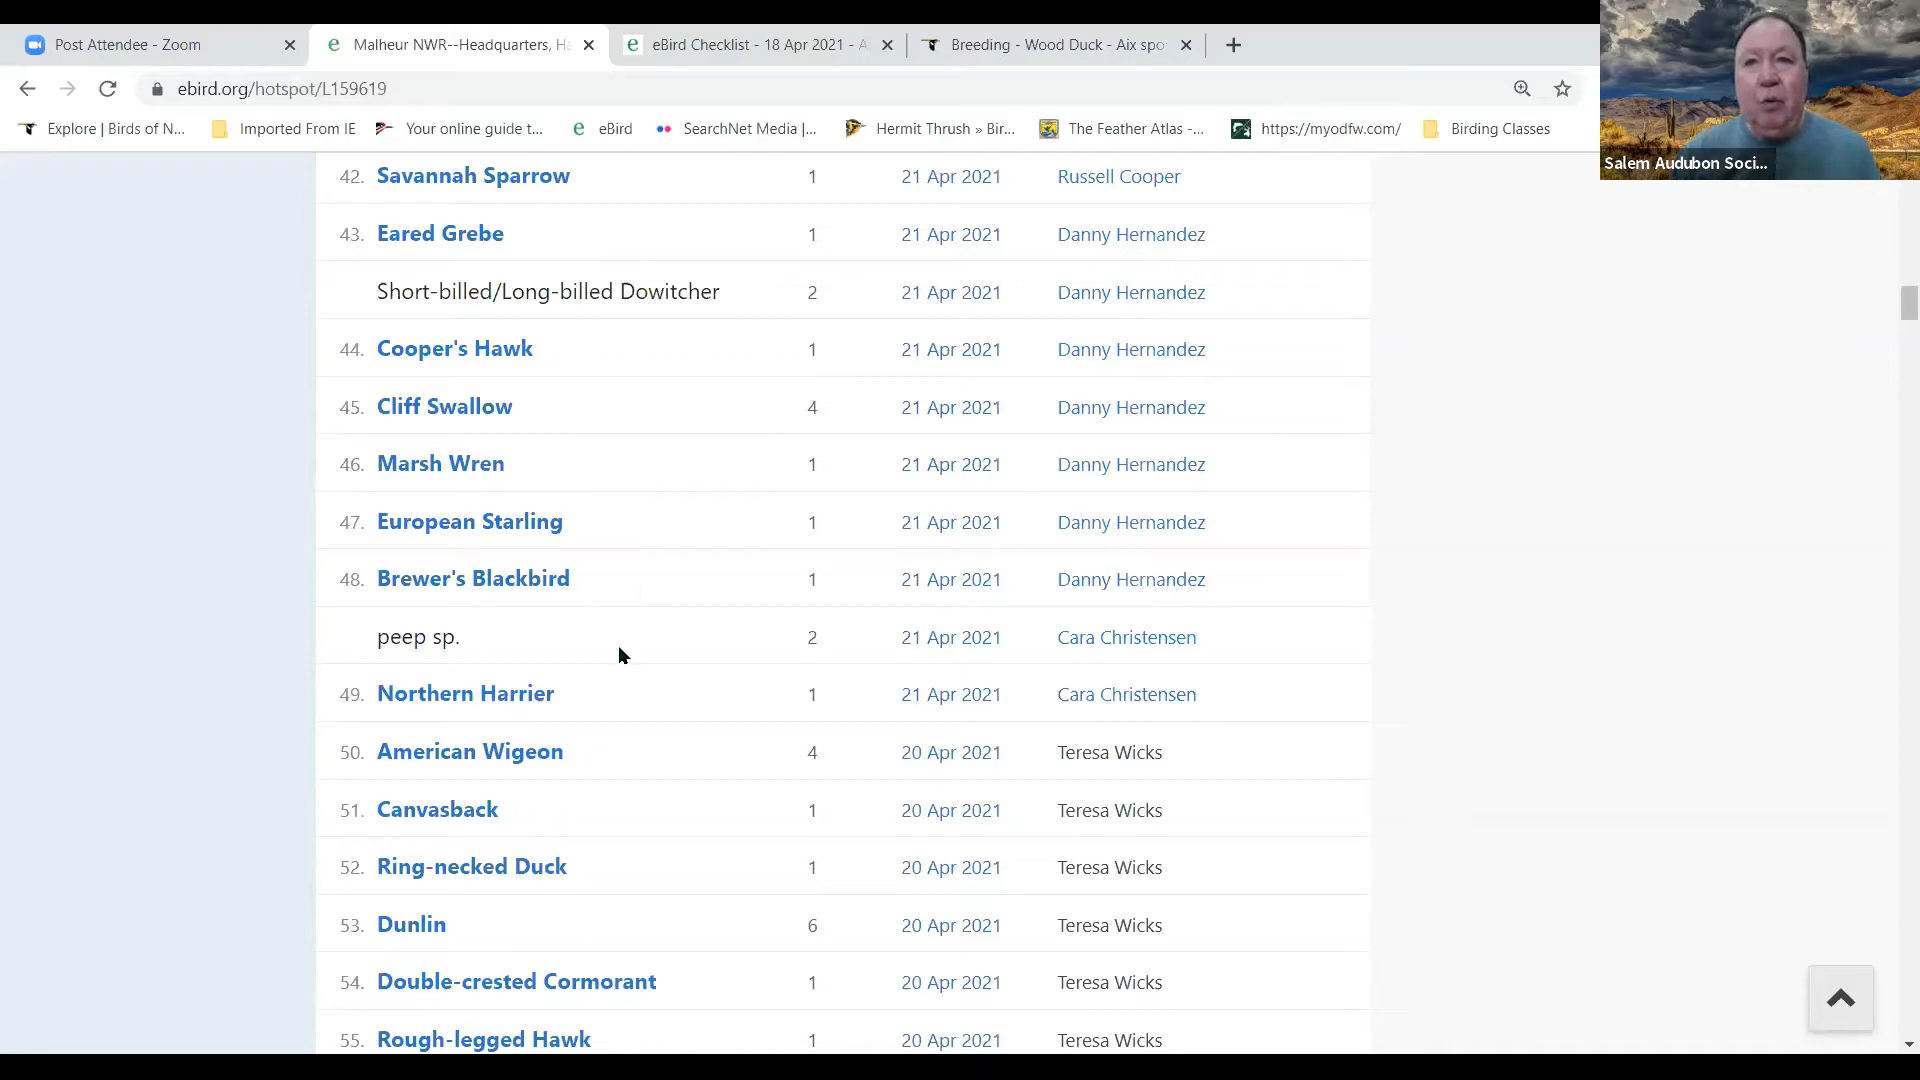 Post Attendee - Zoom
Malheur NWR--Headquarters, Ha
eBird Checklist - 18 Apr 2021 - A
Breeding - Wood Duck - Aix spo
ebird.org/hotspot/L159619
Explore | Birds of N...
Imported From IE
Your online guide t...
eBird
SearchNet Media |...
Hermit Thrush » Bir...
The Feather Atlas -...
https://myodfw.com/
Birding Classes
Salem Audubon Soci...
42. Savannah Sparrow 1 21 Apr 2021 Russell Cooper
43. Eared Grebe 1 21 Apr 2021 Danny Hernandez
Short-billed/Long-billed Dowitcher 2 21 Apr 2021 Danny Hernandez
44. Cooper's Hawk 1 21 Apr 2021 Danny Hernandez
45. Cliff Swallow 4 21 Apr 2021 Danny Hernandez
46. Marsh Wren 1 21 Apr 2021 Danny Hernandez
47. European Starling 1 21 Apr 2021 Danny Hernandez
48. Brewer's Blackbird 1 21 Apr 2021 Danny Hernandez
peep sp. 2 21 Apr 2021 Cara Christensen
49. Northern Harrier 1 21 Apr 2021 Cara Christensen
50. American Wigeon 4 20 Apr 2021 Teresa Wicks
51. Canvasback 1 20 Apr 2021 Teresa Wicks
52. Ring-necked Duck 1 20 Apr 2021 Teresa Wicks
53. Dunlin 6 20 Apr 2021 Teresa Wicks
54. Double-crested Cormorant 1 20 Apr 2021 Teresa Wicks
55. Rough-legged Hawk 1 20 Apr 2021 Teresa Wicks